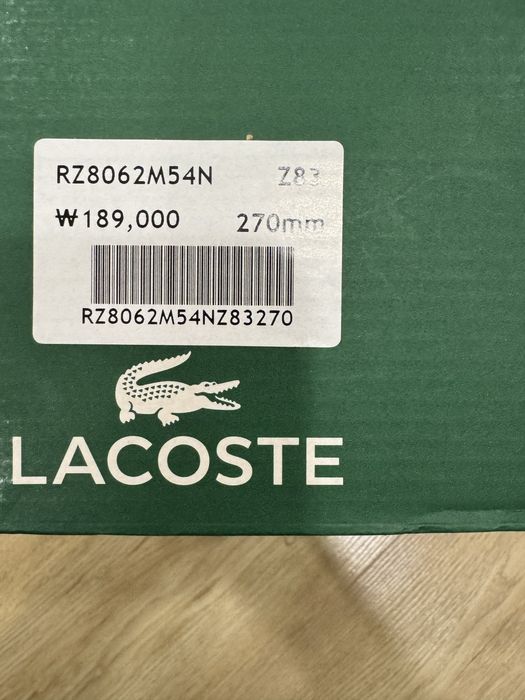 RZ8062M54N Z83
₩189,000 270mm
RZ8062M54NZ83270
LACOSTE